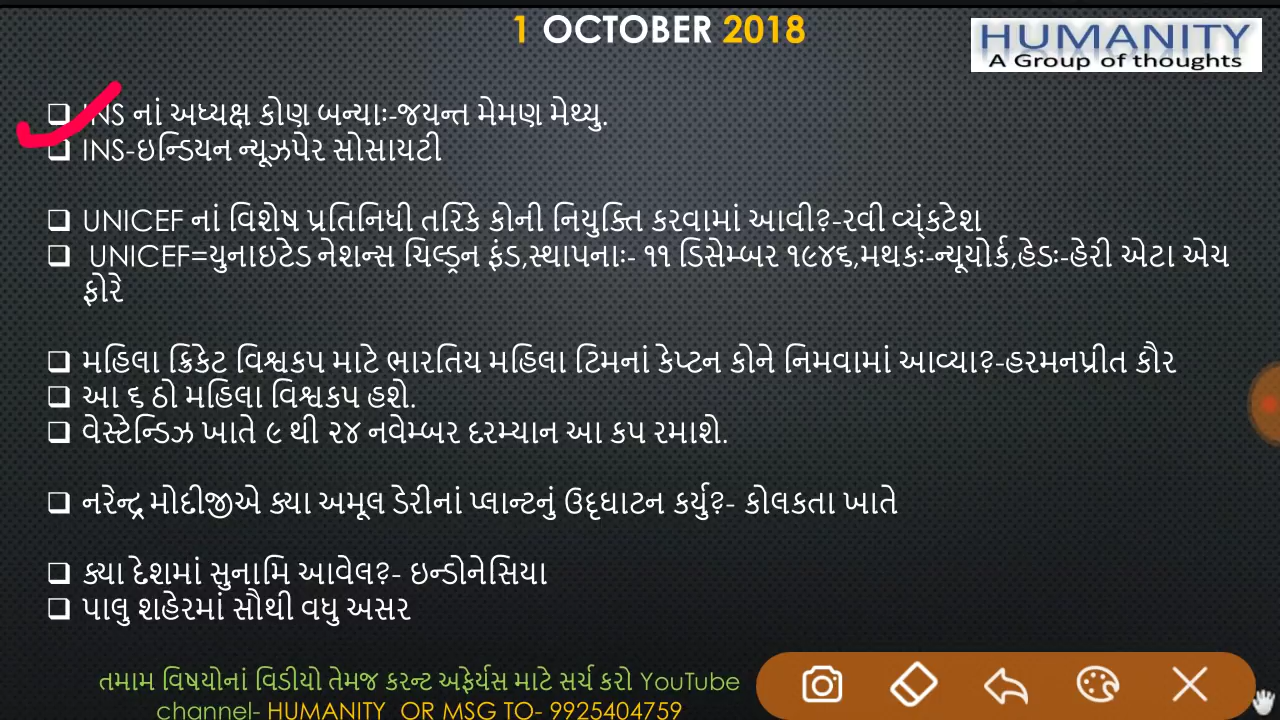 1 OCTOBER 2018
HUMANITY
A Group of thoughts
INS નાં અધ્યક્ષ કોણ બન્યાઃ-જયન્ત મેમણ મેથ્યુ.
INS-ઇન્ડિયન ન્યૂઝપેર સોસાયટી
UNICEF નાં વિશેષ પ્રતિનિધી તરિકે કોની નિયુક્તિ કરવામાં આવી?-રવી વ્યંકટેશ
UNICEF=યુનાઇટેડ નેશન્સ ચિલ્ડ્રન ફંડ,સ્થાપનાઃ- ૧૧ ડિસેમ્બર ૧૯૪૬,મથકઃ-ન્યૂયોર્ક,હેડઃ-હેરી એટા એચ
ફોરે
મહિલા ક્રિકેટ વિશ્વકપ માટે ભારતિય મહિલા ટિમનાં કેપ્ટન કોને નિમવામાં આવ્યા?-હરમનપ્રીત કૌર
આ ૬ ઠો મહિલા વિશ્વકપ હશે.
વેસ્ટેન્ડિઝ ખાતે ૯ થી ૨૪ નવેમ્બર દરમ્યાન આ કપ રમાશે.
નરેન્દ્ર મોદીજીએ ક્યા અમૂલ ડેરીનાં પ્લાન્ટનું ઉદ્દઘાટન કર્યુ?- કોલકતા ખાતે
ક્યા દેશમાં સુનામિ આવેલ?- ઇન્ડોનેસિયા
પાલુ શહેરમાં સૌથી વધુ અસર
તમામ વિષયોનાં વિડીયો તેમજ કરન્ટ અફેર્યસ માટે સર્ચ કરો YouTube
channel- HUMANITY OR MSG TO- 9925404759